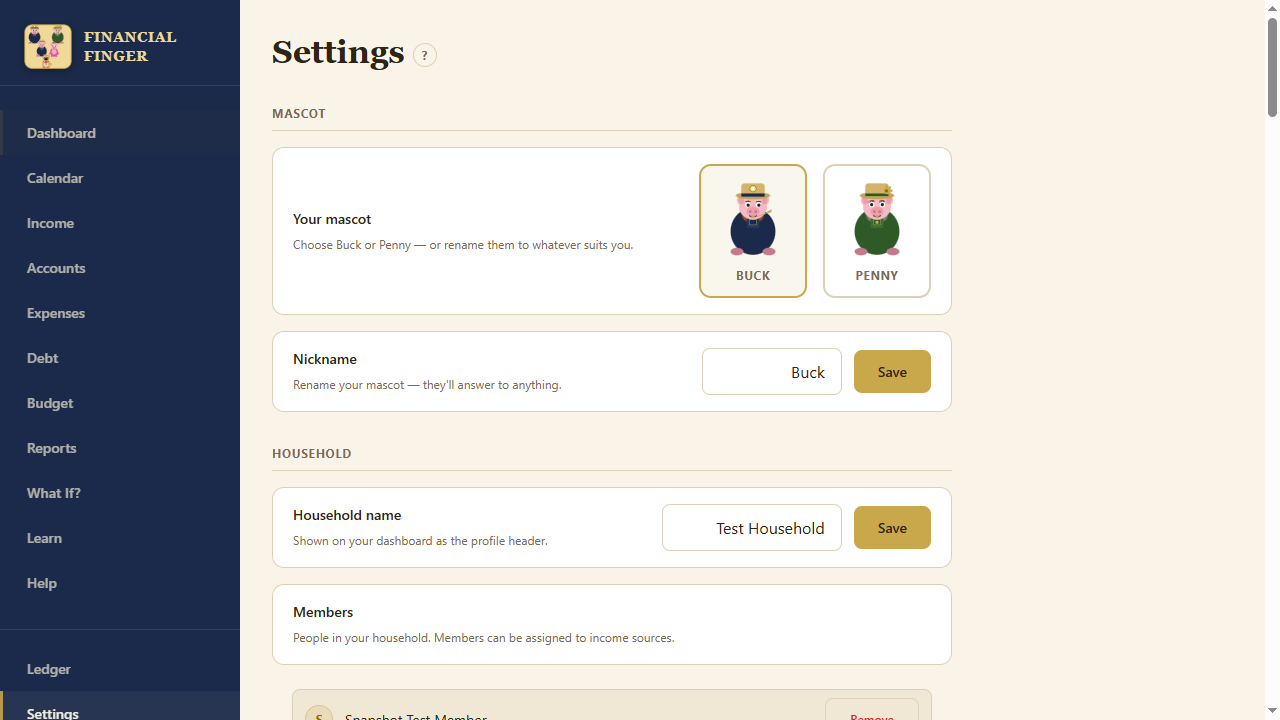 FINANCIAL
FINGER
Dashboard
Calendar
Income
Accounts
Expenses
Debt
Budget
Reports
What If?
Learn
Help
Ledger
Settings
Settings ?
MASCOT
Your mascot
Choose Buck or Penny — or rename them to whatever suits you.
BUCK
PENNY
Nickname
Rename your mascot — they'll answer to anything.
Buck
Save
HOUSEHOLD
Household name
Shown on your dashboard as the profile header.
Test Household
Save
Members
People in your household. Members can be assigned to income sources.
S
Snapshot Test Member
Remove